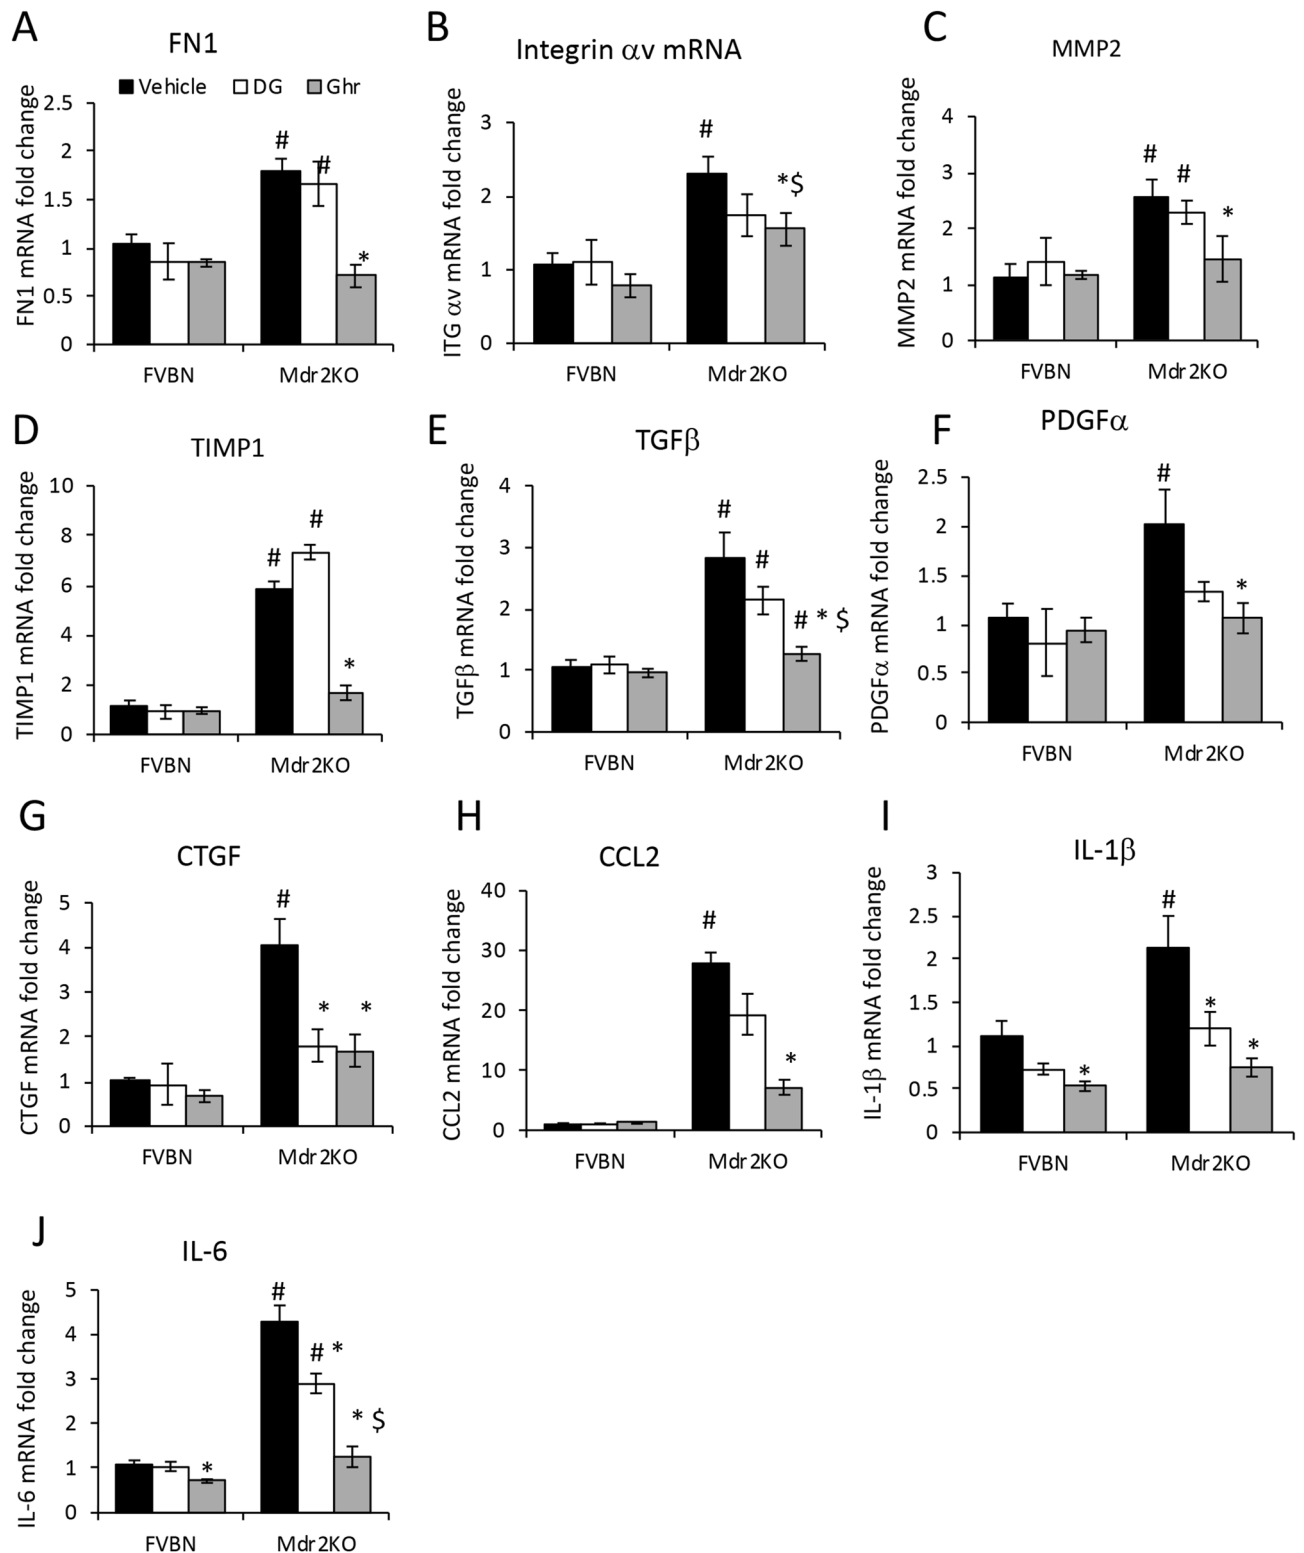 A
FN1
Vehicle DG Ghr
FN1 mRNA fold change
2.5
2
1.5
1
0.5
0
# # *
FVBN Mdr2KO
B
Integrin αv mRNA
ITG αv mRNA fold change
3
2
1
0
# *$
FVBN Mdr2KO
C
MMP2
MMP2 mRNA fold change
4
3
2
1
0
# # *
FVBN Mdr2KO
D
TIMP1
TIMP1 mRNA fold change
10
8
6
4
2
0
# # *
FVBN Mdr2KO
E
TGFβ
TGFβ mRNA fold change
4
3
2
1
0
# # # * $
FVBN Mdr2KO
F
PDGFα
PDGFα mRNA fold change
2.5
2
1.5
1
0.5
0
# *
FVBN Mdr2KO
G
CTGF
CTGF mRNA fold change
5
4
3
2
1
0
# * *
FVBN Mdr2KO
H
CCL2
CCL2 mRNA fold change
40
30
20
10
0
# *
FVBN Mdr2KO
I
IL-1β
IL-1β mRNA fold change
3
2.5
2
1.5
1
0.5
0
* # * *
FVBN Mdr2KO
J
IL-6
IL-6 mRNA fold change
5
4
3
2
1
0
* # # * * $
FVBN Mdr2KO